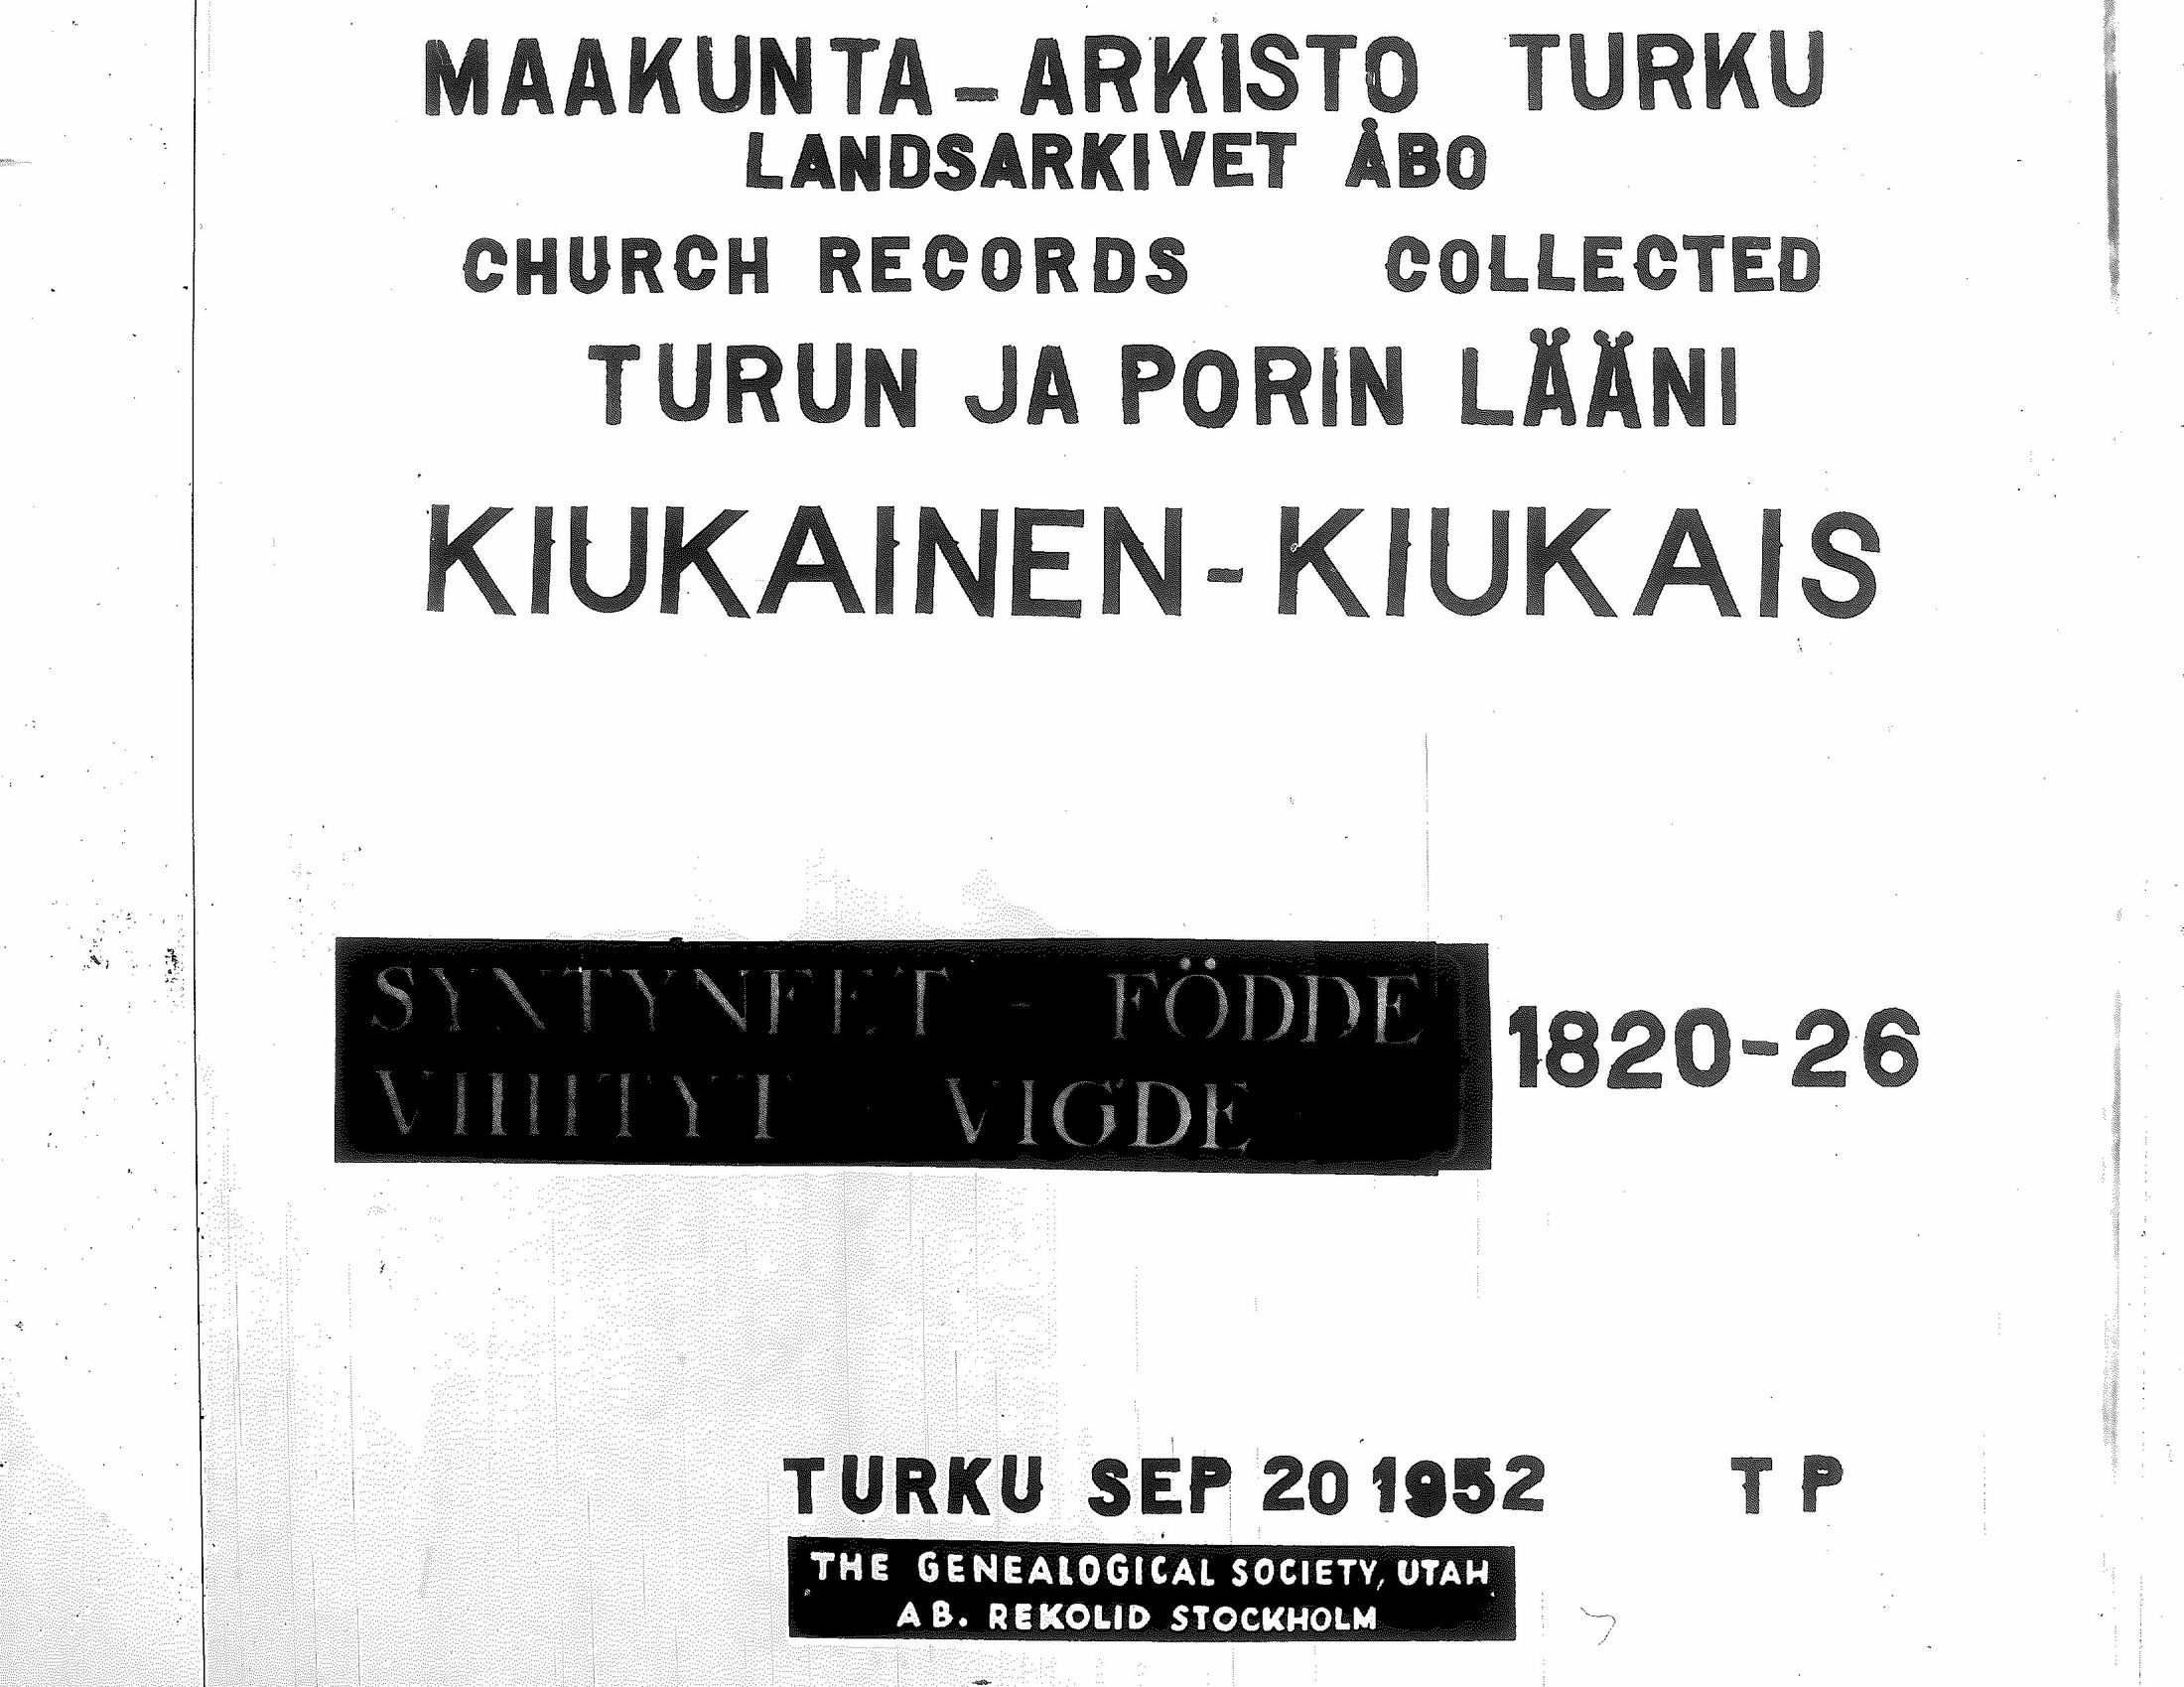 MAAKUNTA-ARKISTO TURKU
LANDSARKIVET ÅBO
CHURCH RECORDS COLLECTED
TURUN JA PORIN LÄÄNI
KIUKAINEN-KIUKAIS
SYNTYNEET - FÖDDE
VIHITYT - VIGDE
1820-26
TURKU SEP 20 1952 T P
THE GENEALOGICAL SOCIETY, UTAH
AB. REKOLID STOCKHOLM